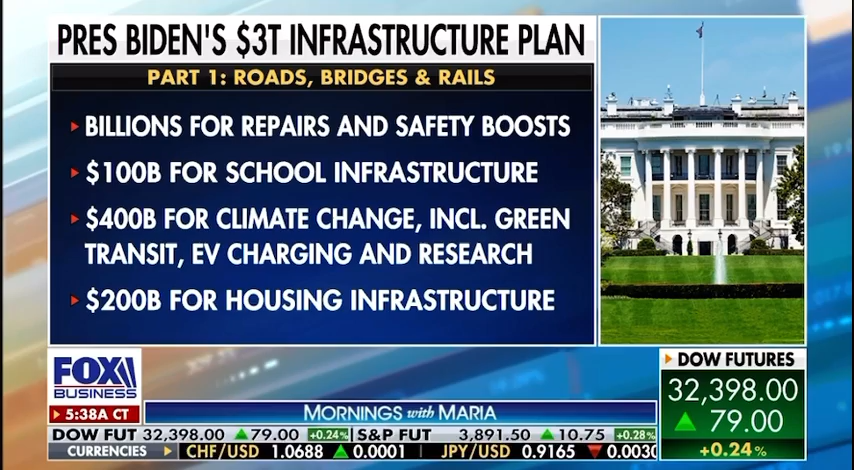 PRES BIDEN'S $3T INFRASTRUCTURE PLAN
PART 1: ROADS, BRIDGES & RAILS
BILLIONS FOR REPAIRS AND SAFETY BOOSTS
$100B FOR SCHOOL INFRASTRUCTURE
$400B FOR CLIMATE CHANGE, INCL. GREEN
TRANSIT, EV CHARGING AND RESEARCH
$200B FOR HOUSING INFRASTRUCTURE
FOX
BUSINESS
5:38A CT
MORNINGS with MARIA
DOW FUTURES
32,398.00
79.00
+0.24%
DOW FUT 32,398.00 79.00 +0.24% S&P FUT 3,891.50 10.75 +0.28%
CURRENCIES CHF/USD 1.0688 0.0001 JPY/USD 0.9165 0.0030